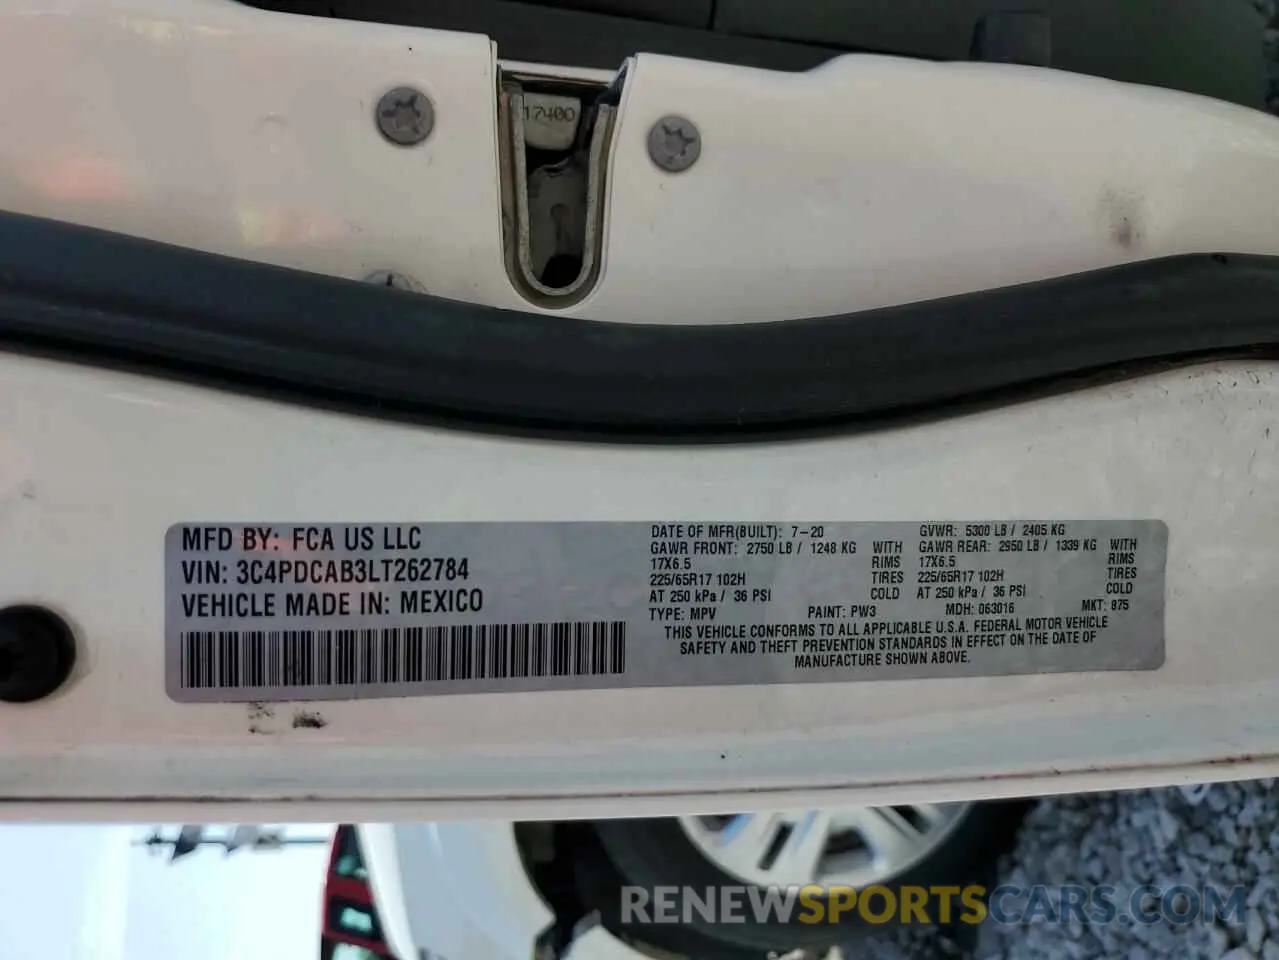 17400
MFD BY: FCA US LLC
VIN: 3C4PDCAB3LT262784
VEHICLE MADE IN: MEXICO
DATE OF MFR(BUILT): 7-20
GAWR FRONT: 2750 LB / 1248 KG WITH
17X6.5 RIMS
225/65R17 102H TIRES
AT 250 kPa / 36 PSI COLD
GVWR: 5300 LB / 2405 KG
GAWR REAR: 2950 LB / 1339 KG WITH
17X6.5 RIMS
225/65R17 102H TIRES
AT 250 kPa / 36 PSI COLD
TYPE: MPV PAINT: PW3 MDH: 063016 MKT: 875
THIS VEHICLE CONFORMS TO ALL APPLICABLE U.S.A. FEDERAL MOTOR VEHICLE
SAFETY AND THEFT PREVENTION STANDARDS IN EFFECT ON THE DATE OF
MANUFACTURE SHOWN ABOVE.
RENEWSPORTSCARS.COM